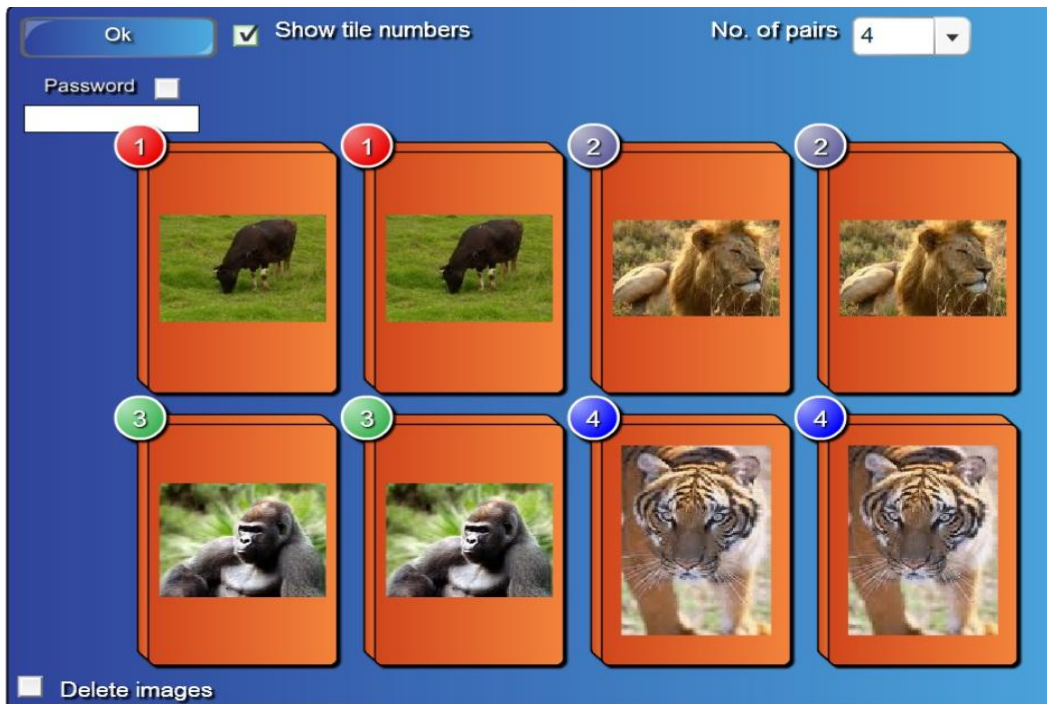 Ok
Show tile numbers
No. of pairs 4
Password
1 1 2 2
3 3 4 4
Delete images